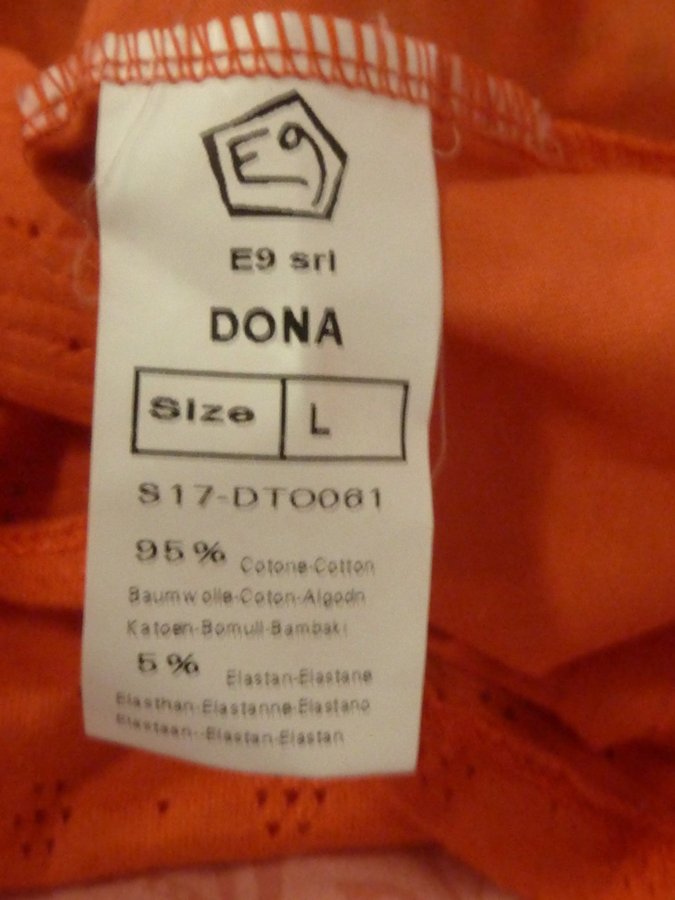 E9
E9 srl
DONA
Size L
S17-DTO061
95% Cotone-Cotton
Baumwolle-Coton-Algodn
Katoen-Bomull-Bambaki
5% Elastan-Elastane
Elasthan-Elastanne-Elastano
Elastaan--Elastan-Elastan